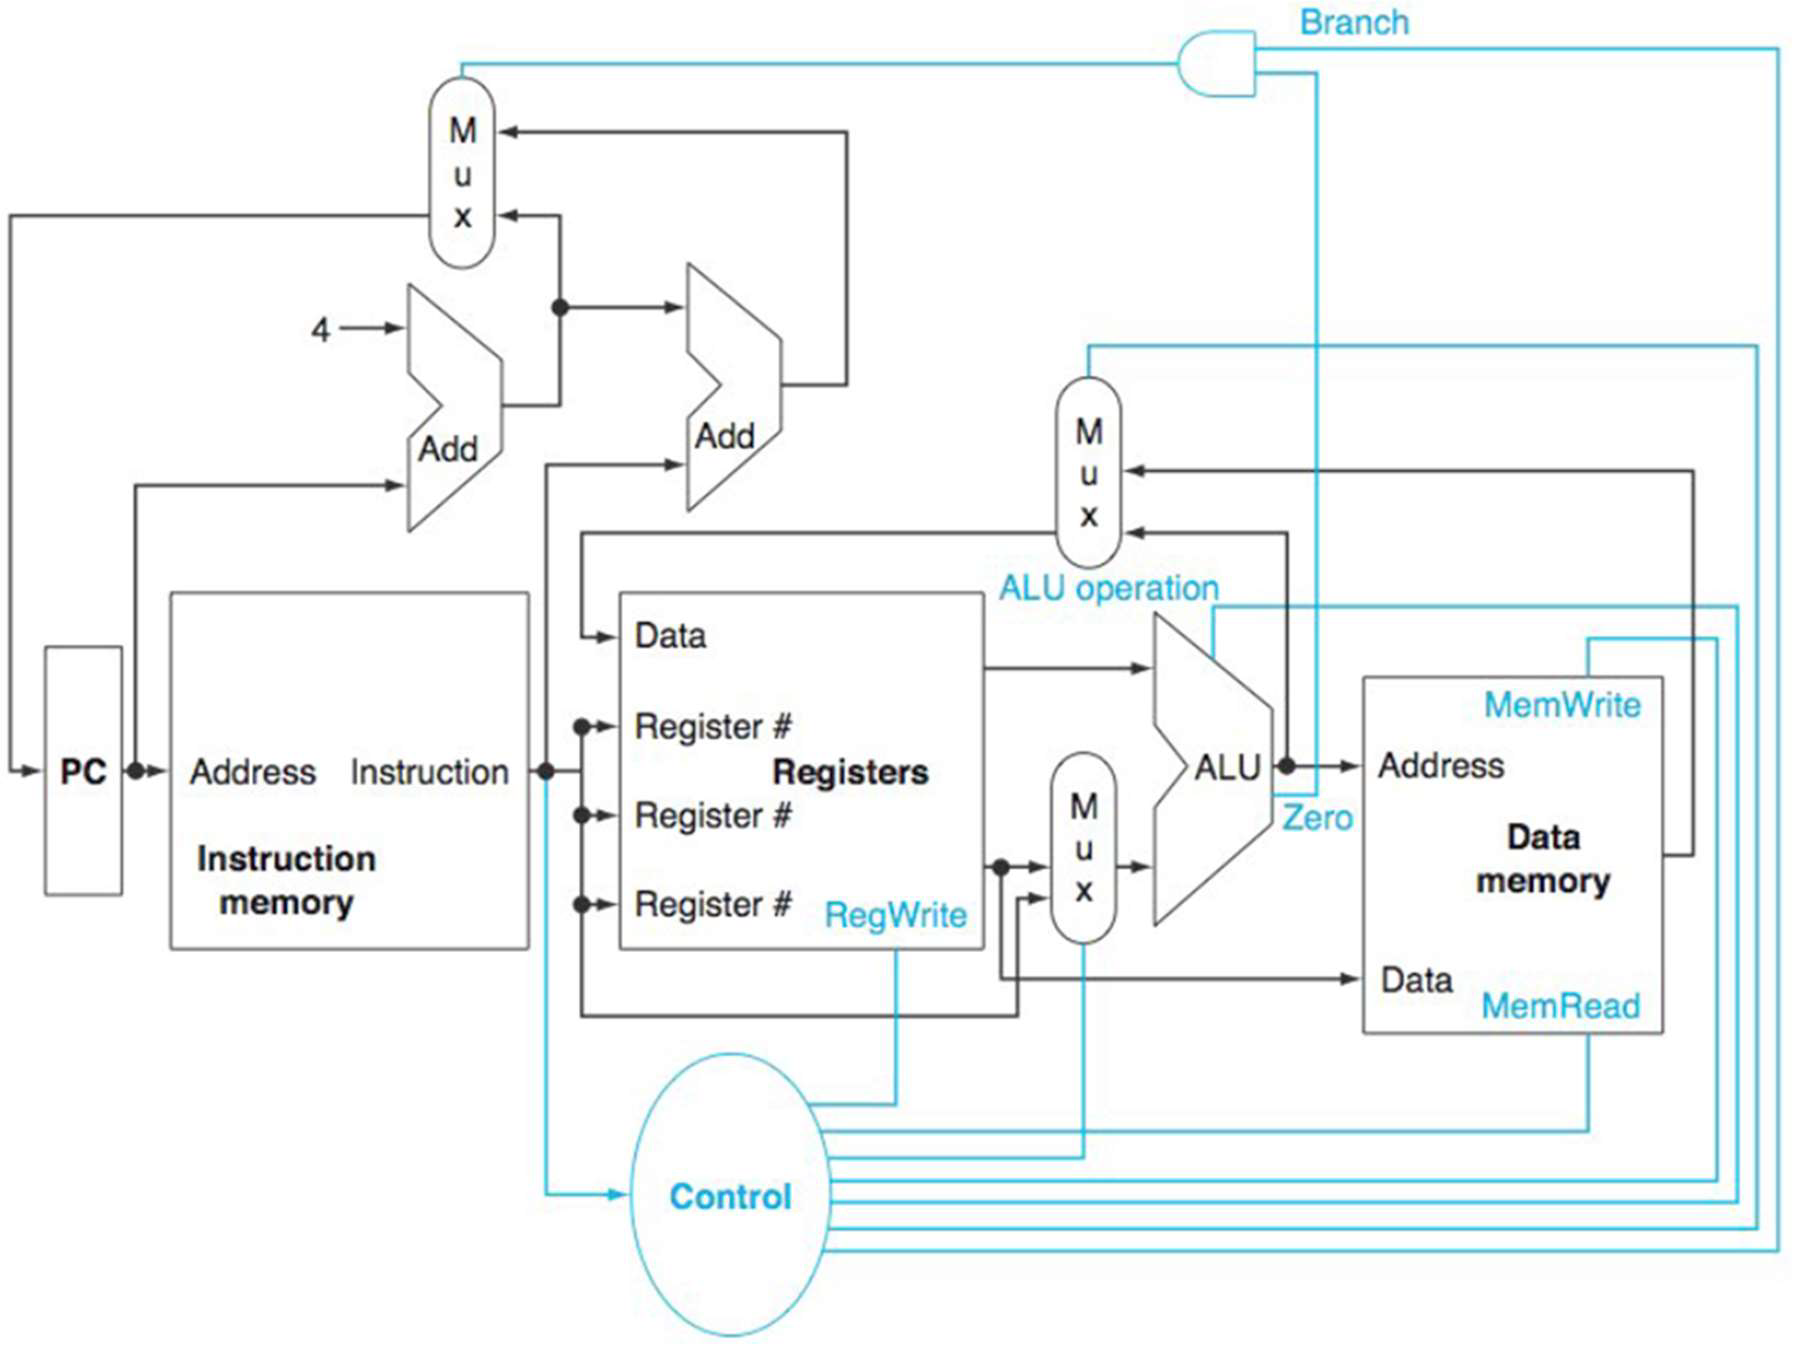 Branch
M
u
x
4
Add
Add
M
u
x
ALU operation
Data
Register #
Registers
Register #
Register #
RegWrite
PC
Address
Instruction
Instruction
memory
M
u
x
ALU
Zero
MemWrite
Address
Data
memory
Data
MemRead
Control